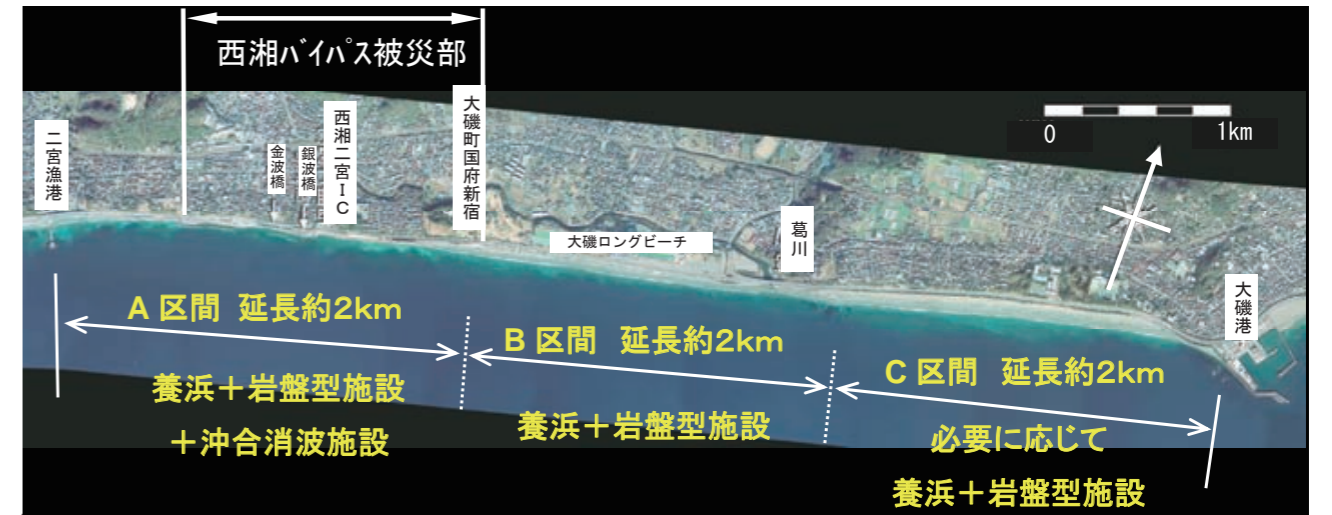 西湘ﾊﾞｲﾊﾟｽ被災部
二宮漁港
金波橋
銀波橋
西湘二宮ＩＣ
大磯町国府新宿
大磯ロングビーチ
葛川
0 1km
大磯港
A 区間 延長約2km
養浜＋岩盤型施設
＋沖合消波施設
B 区間 延長約2km
養浜＋岩盤型施設
C 区間 延長約2km
必要に応じて
養浜＋岩盤型施設